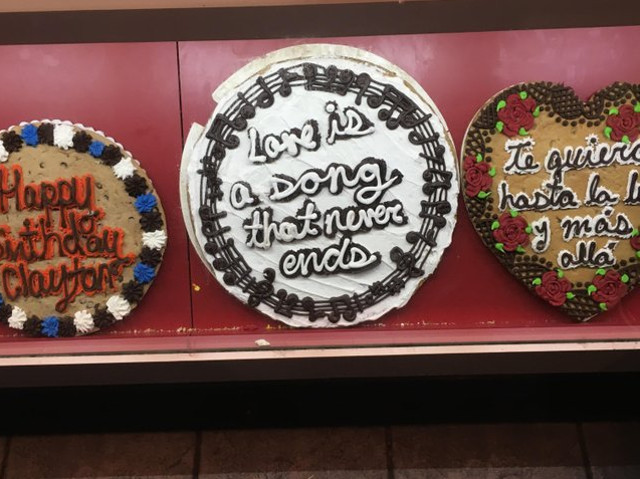 Happy
Birthday
Clayton
Love is
a song
that never
ends
Te quiero
hasta la
y más
allá